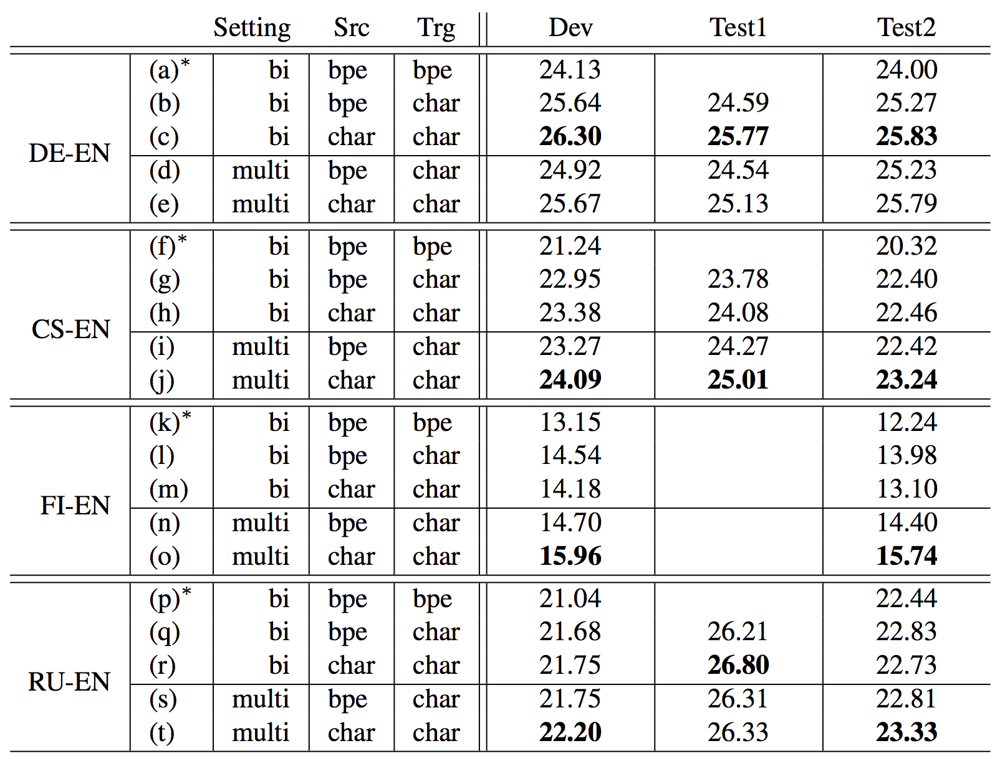 Setting Src Trg Dev Test1 Test2
(a)* bi bpe bpe 24.13 24.00
(b) bi bpe char 25.64 24.59 25.27
(c) bi char char 26.30 25.77 25.83
DE-EN
(d) multi bpe char 24.92 24.54 25.23
(e) multi char char 25.67 25.13 25.79
(f)* bi bpe bpe 21.24 20.32
(g) bi bpe char 22.95 23.78 22.40
(h) bi char char 23.38 24.08 22.46
CS-EN
(i) multi bpe char 23.27 24.27 22.42
(j) multi char char 24.09 25.01 23.24
(k)* bi bpe bpe 13.15 12.24
(l) bi bpe char 14.54 13.98
(m) bi char char 14.18 13.10
FI-EN
(n) multi bpe char 14.70 14.40
(o) multi char char 15.96 15.74
(p)* bi bpe bpe 21.04 22.44
(q) bi bpe char 21.68 26.21 22.83
(r) bi char char 21.75 26.80 22.73
RU-EN
(s) multi bpe char 21.75 26.31 22.81
(t) multi char char 22.20 26.33 23.33